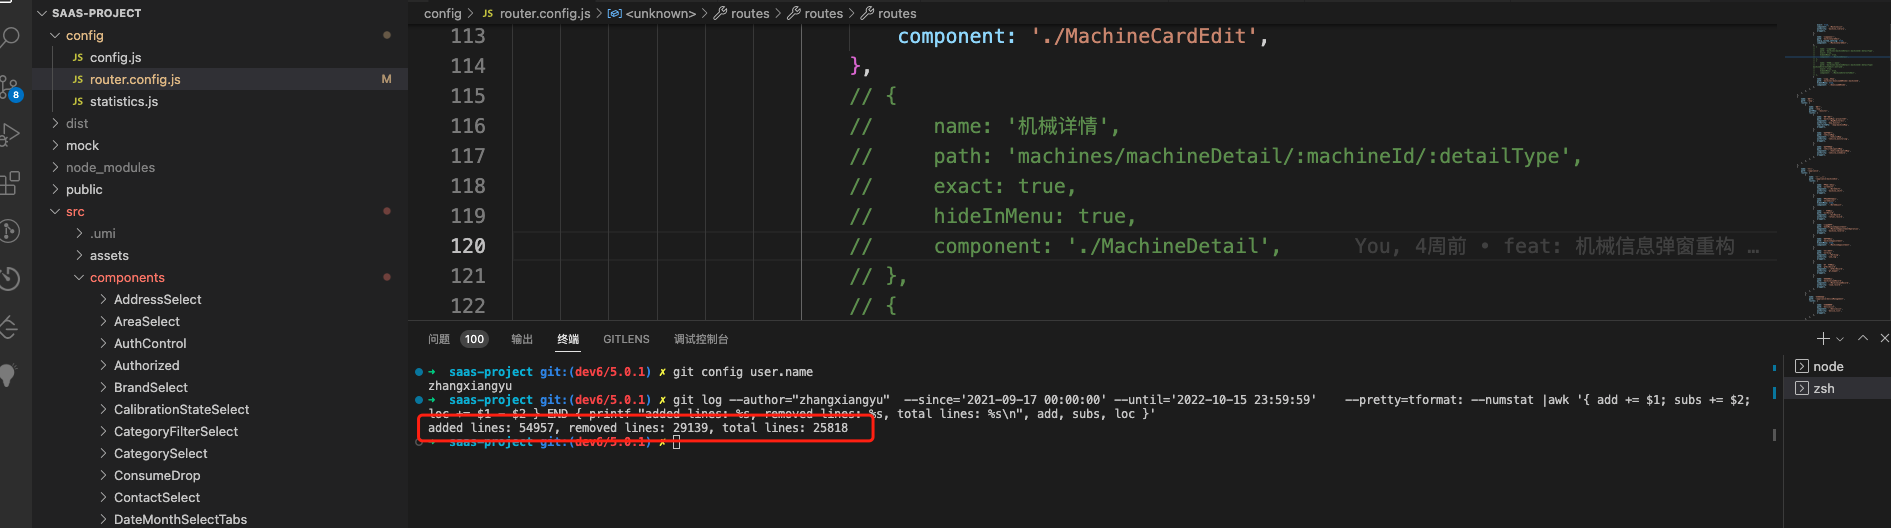 SAAS-PROJECT
config
JS config.js
JS router.config.js M
JS statistics.js
dist
mock
node_modules
public
src
.umi
assets
components
AddressSelect
AreaSelect
AuthControl
Authorized
BrandSelect
CalibrationStateSelect
CategoryFilterSelect
CategorySelect
ConsumeDrop
ContactSelect
DateMonthSelectTabs
8
config > JS router.config.js > <unknown> > routes > routes > routes
113 component: './MachineCardEdit',
114 },
115 // {
116 // name: '机械详情',
117 // path: 'machines/machineDetail/:machineId/:detailType',
118 // exact: true,
119 // hideInMenu: true,
120 // component: './MachineDetail', You, 4周前 • feat: 机械信息弹窗重构 …
121 // },
122 // {
问题 100 输出 终端 GITLENS 调试控制台
➜ saas-project git:(dev6/5.0.1) ✗ git config user.name
zhangxiangyu
➜ saas-project git:(dev6/5.0.1) ✗ git log --author="zhangxiangyu" --since='2021-09-17 00:00:00' --until='2022-10-15 23:59:59' --pretty=tformat: --numstat |awk '{ add += $1; subs += $2;
loc += $1 - $2 } END { printf "added lines: %s, removed lines: %s, total lines: %s\n", add, subs, loc }'
added lines: 54957, removed lines: 29139, total lines: 25818
➜ saas-project git:(dev6/5.0.1) ✗
node
zsh